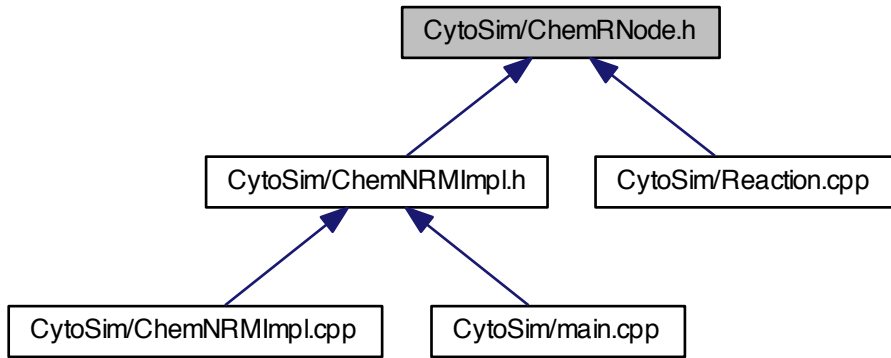 CytoSim/ChemRNode.h
CytoSim/ChemNRMImpl.h
CytoSim/Reaction.cpp
CytoSim/ChemNRMImpl.cpp
CytoSim/main.cpp